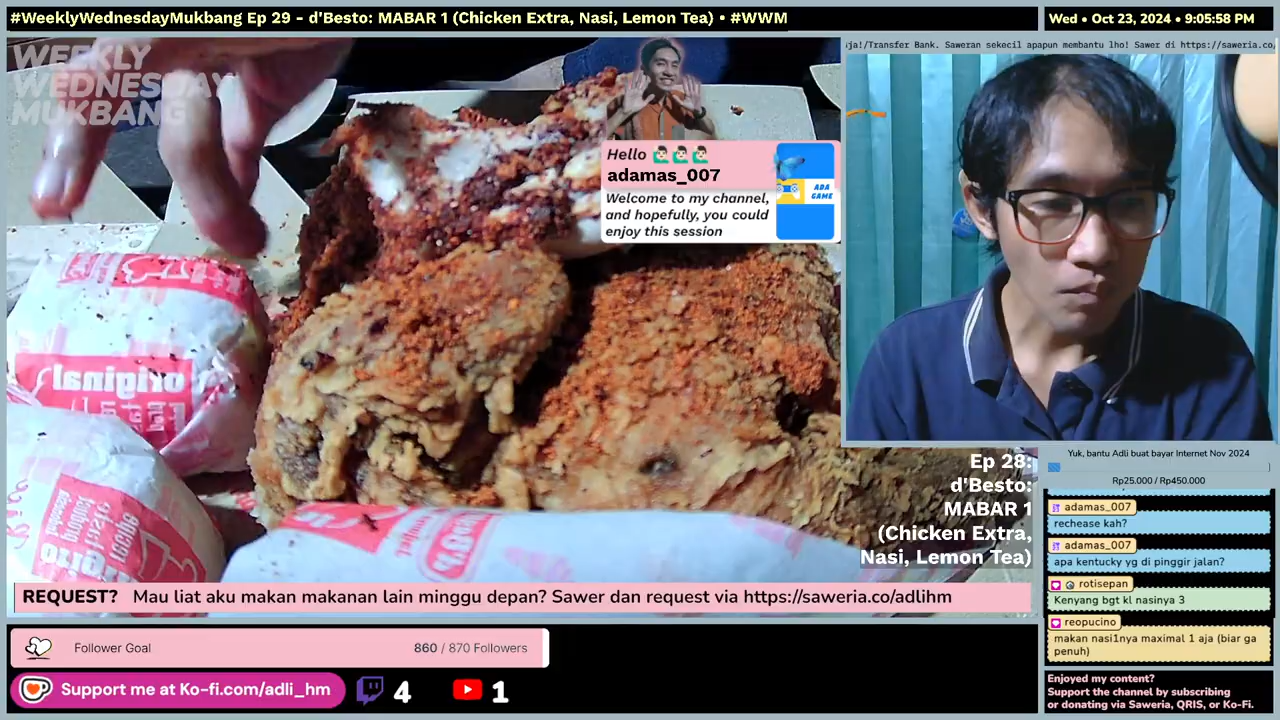 #WeeklyWednesdayMukbang Ep 29 - d'Besto: MABAR 1 (Chicken Extra, Nasi, Lemon Tea) • #WWM
Wed • Oct 23, 2024 • 9:05:58 PM
WEEKLY
WEDNESDAY
MUKBANG
ja!/Transfer Bank. Saweran sekecil apapun membantu lho! Sawer di https://saweria.co/
Hello 🙋🏻‍♂️🙋🏻‍♂️🙋🏻‍♂️
adamas_007
Welcome to my channel,
and hopefully, you could
enjoy this session
ADA
GAME
original
original
Ep 28:
d'Besto:
MABAR 1
(Chicken Extra,
Nasi, Lemon Tea)
REQUEST? Mau liat aku makan makanan lain minggu depan? Sawer dan request via https://saweria.co/adlihm
Yuk, bantu Adli buat bayar Internet Nov 2024
Rp25.000 / Rp450.000
adamas_007
rechease kah?
adamas_007
apa kentucky yg di pinggir jalan?
rotisepan
Kenyang bgt kl nasinya 3
reopucino
makan nasi1nya maximal 1 aja (biar ga
penuh)
Follower Goal
860 / 870 Followers
Support me at Ko-fi.com/adli_hm
4
1
Enjoyed my content?
Support the channel by subscribing
or donating via Saweria, QRIS, or Ko-Fi.